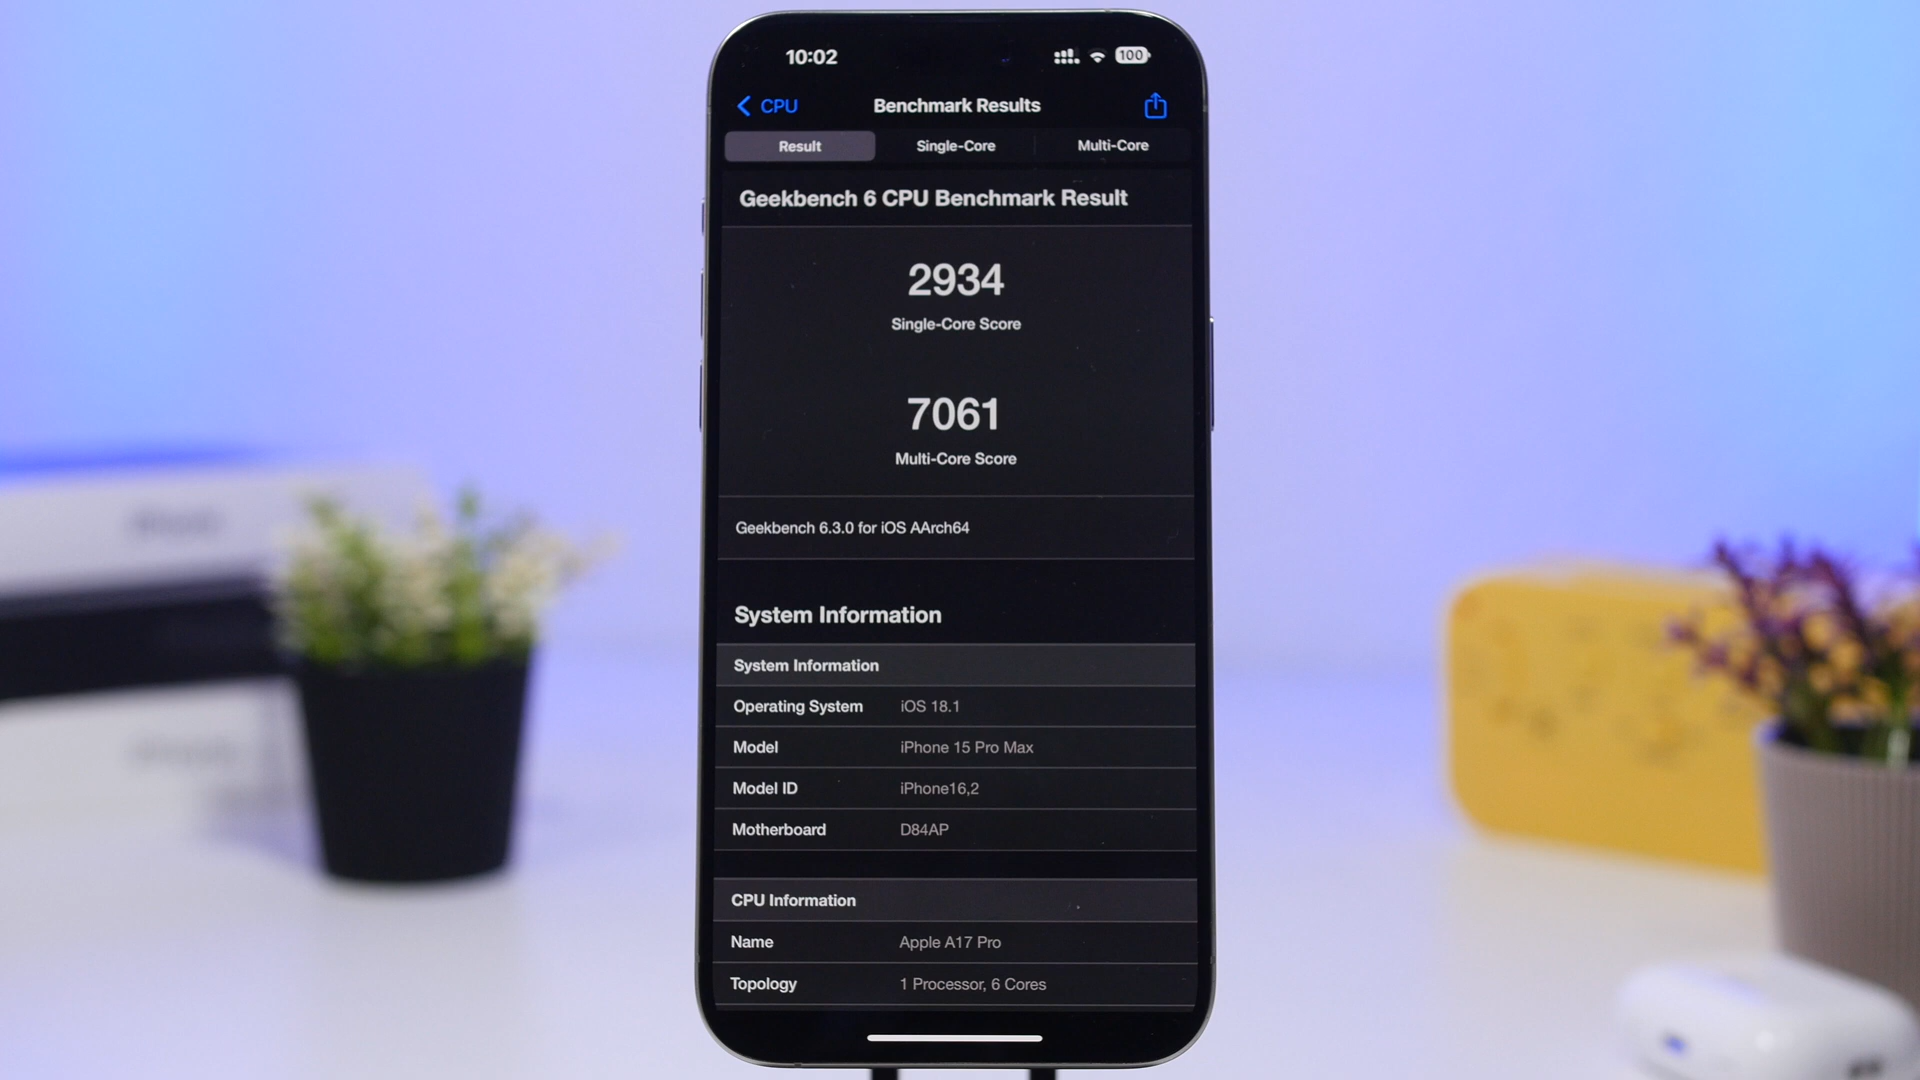 10:02
100
CPU
Benchmark Results
Result Single-Core Multi-Core
Geekbench 6 CPU Benchmark Result
2934
Single-Core Score
7061
Multi-Core Score
Geekbench 6.3.0 for iOS AArch64
System Information
System Information
Operating System iOS 18.1
Model iPhone 15 Pro Max
Model ID iPhone16,2
Motherboard D84AP
CPU Information
Name Apple A17 Pro
Topology 1 Processor, 6 Cores